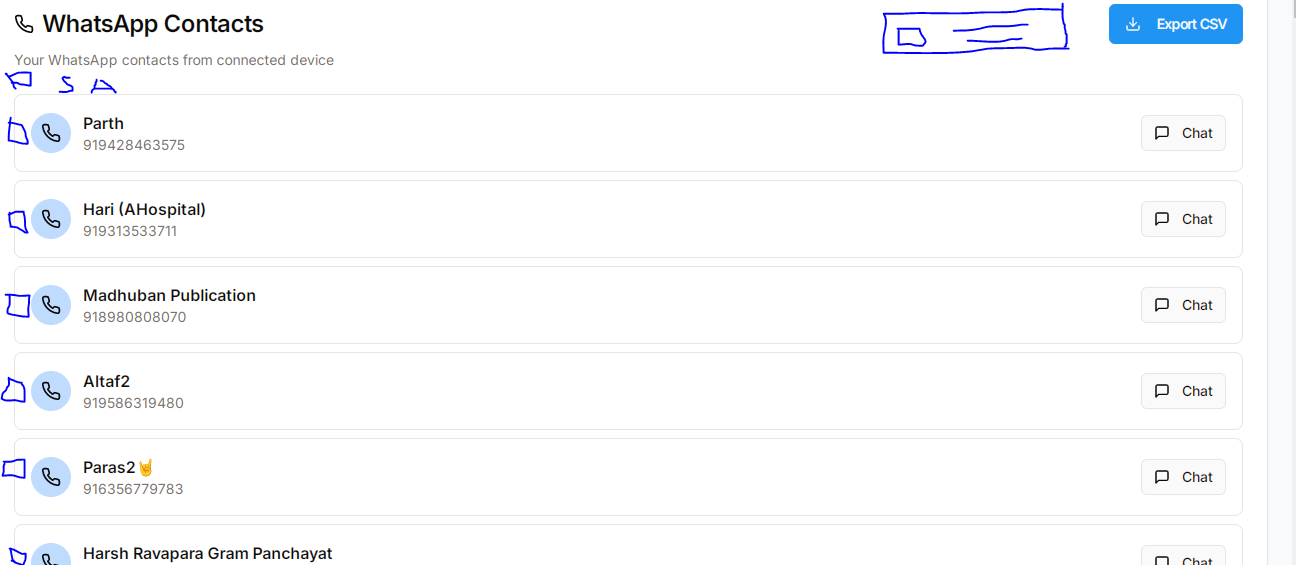 WhatsApp Contacts
Export CSV
Your WhatsApp contacts from connected device
S A
Parth
919428463575
Chat
Hari (AHospital)
919313533711
Chat
Madhuban Publication
918980808070
Chat
Altaf2
919586319480
Chat
Paras2🤘
916356779783
Chat
Harsh Ravapara Gram Panchayat
Chat